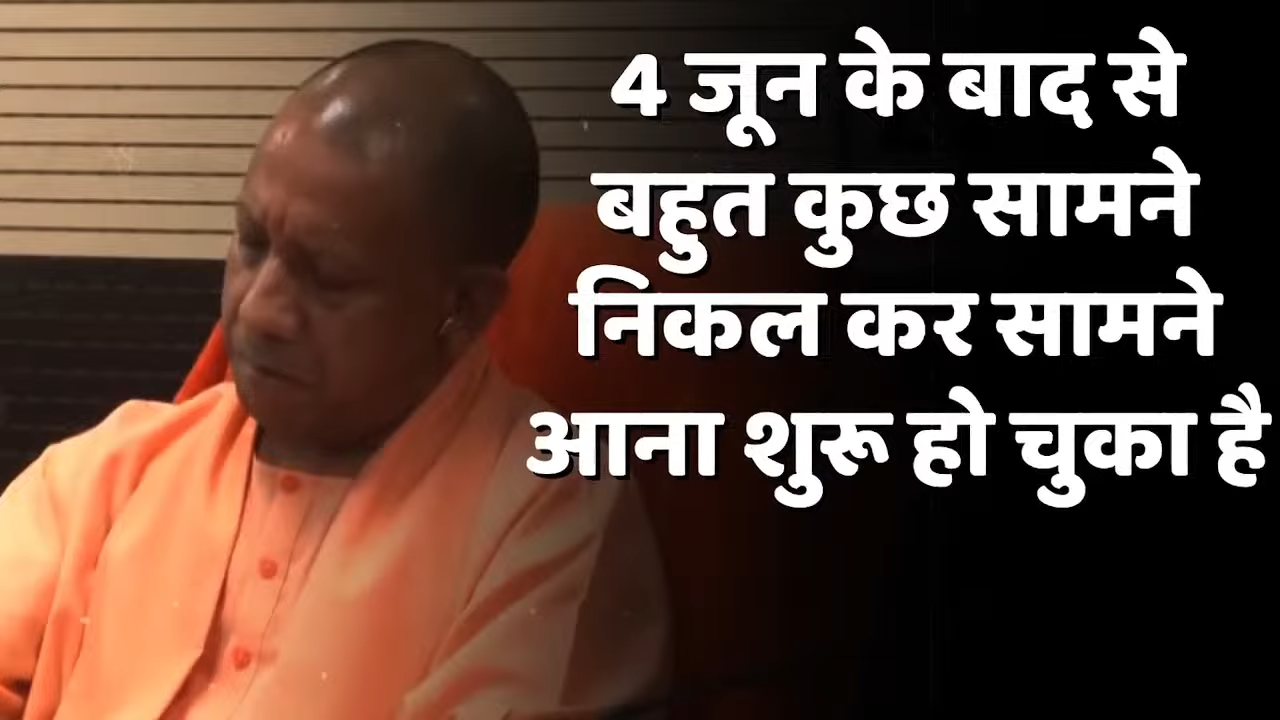 4 जून के बाद से
बहुत कुछ सामने
निकल कर सामने
आना शुरू हो चुका है